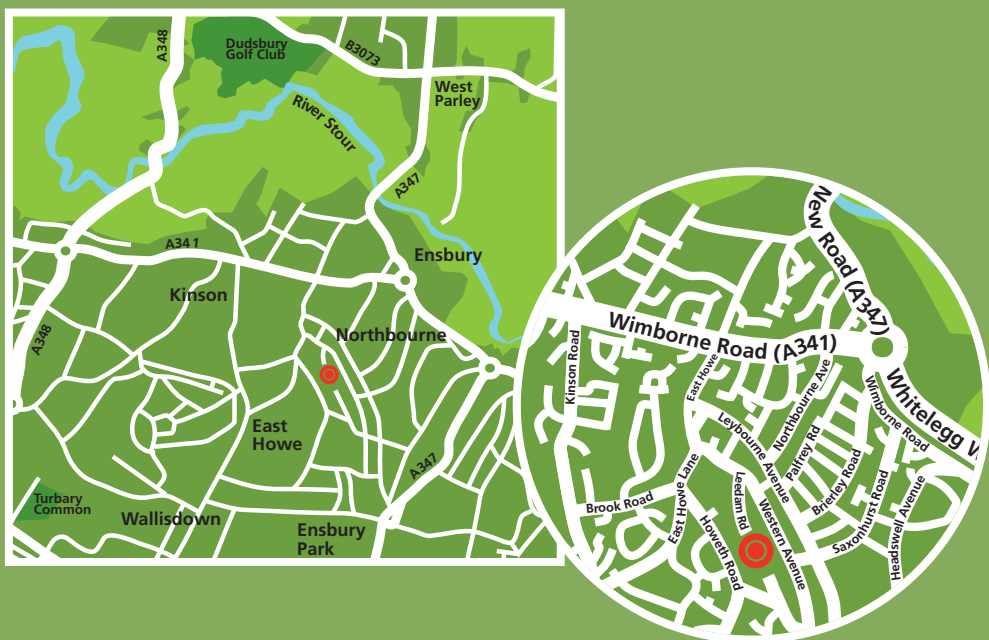 A348
Dudsbury
Golf Club
B3073
West
Parley
River Stour
A347
A341
Ensbury
Kinson
Northbourne
A348
East
Howe
A347
Turbary
Common
Wallisdown
Ensbury
Park
New Road (A347)
Wimborne Road (A341)
Kinson Road
East Howe
Northbourne Ave
Wimborne Road
Whitelegg W
Leybourne Avenue
Palfrey Rd
Brierley Road
Saxonhurst Road
Headswell Avenue
East Howe Lane
Leedam Rd
Western Avenue
Brook Road
Howeth Road